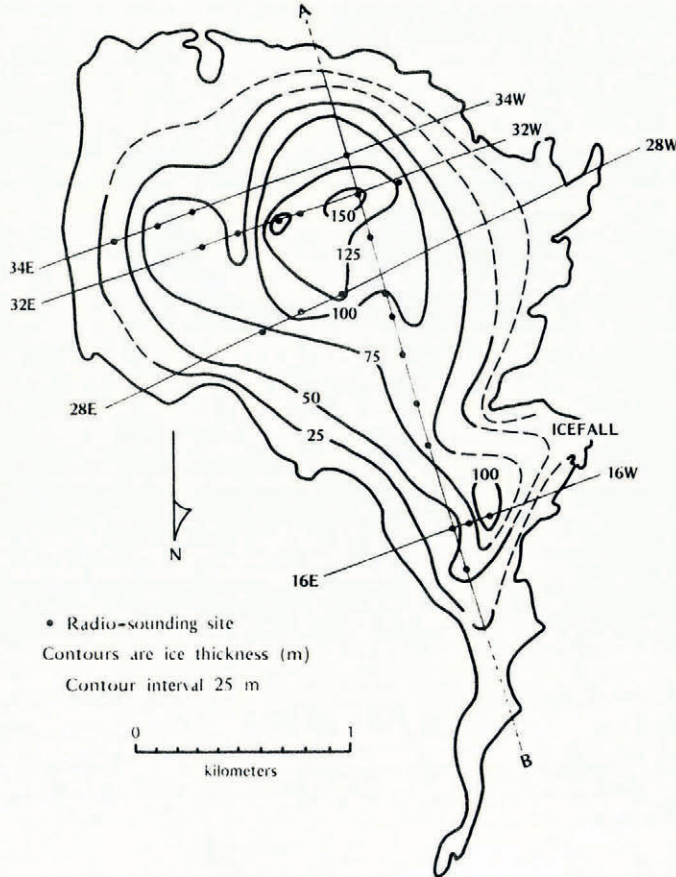 A
34W
32W
28W
150
125
34E
32E
100
75
28E
50
25
ICEFALL
100
16W
N
16E
• Radio-sounding site
Contours are ice thickness (m)
Contour interval 25 m
0 1
kilometers
B